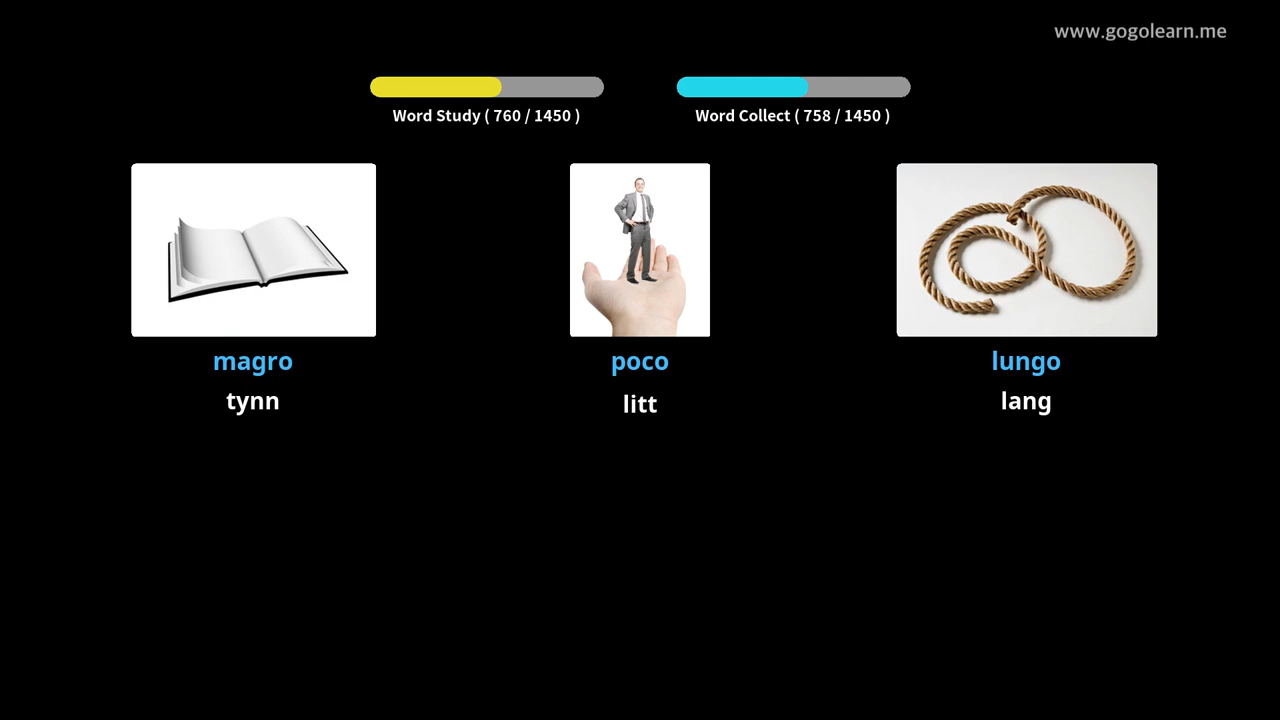 www.gogolearn.me
Word Study ( 760 / 1450 )
Word Collect ( 758 / 1450 )
magro
poco
lungo
tynn
litt
lang